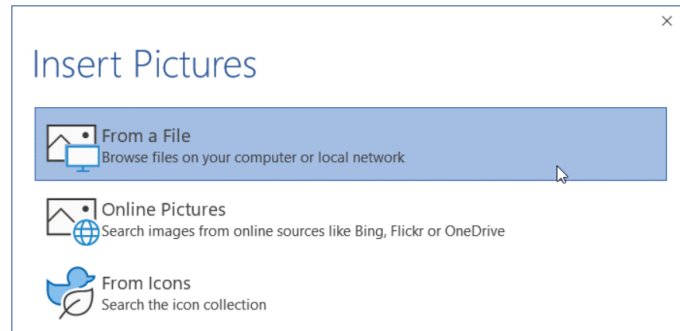 Insert Pictures
From a File
Browse files on your computer or local network
Online Pictures
Search images from online sources like Bing, Flickr or OneDrive
From Icons
Search the icon collection